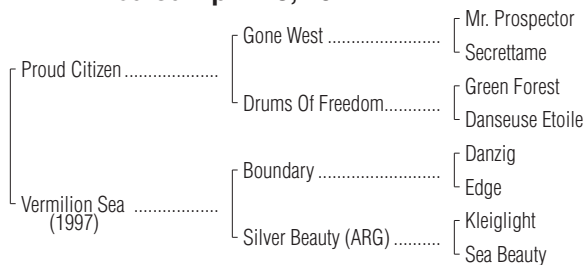 Mr. Prospector
Gone West
Secrettame
Proud Citizen
Green Forest
Drums Of Freedom
Danseuse Etoile
Danzig
Boundary
Edge
Vermilion Sea
(1997)
Kleiglight
Silver Beauty (ARG)
Sea Beauty